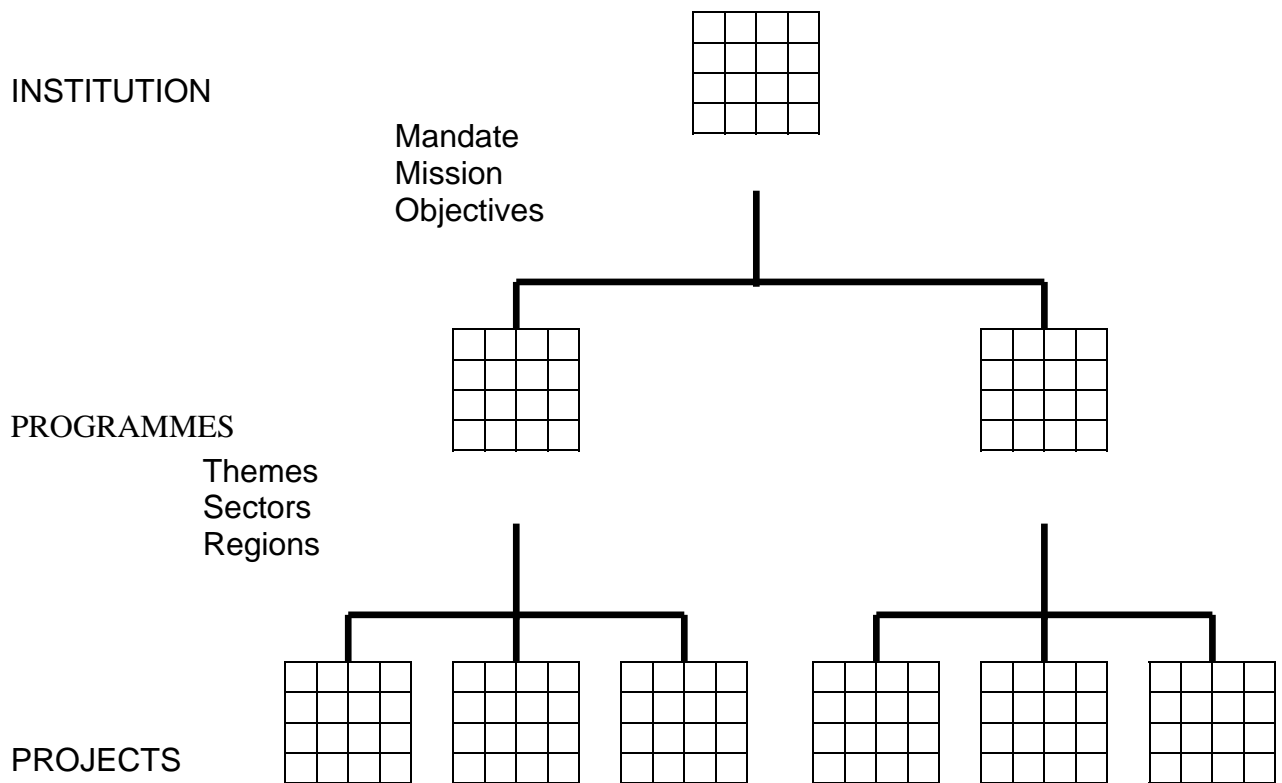 INSTITUTION
Mandate
Mission
Objectives
PROGRAMMES
Themes
Sectors
Regions
PROJECTS